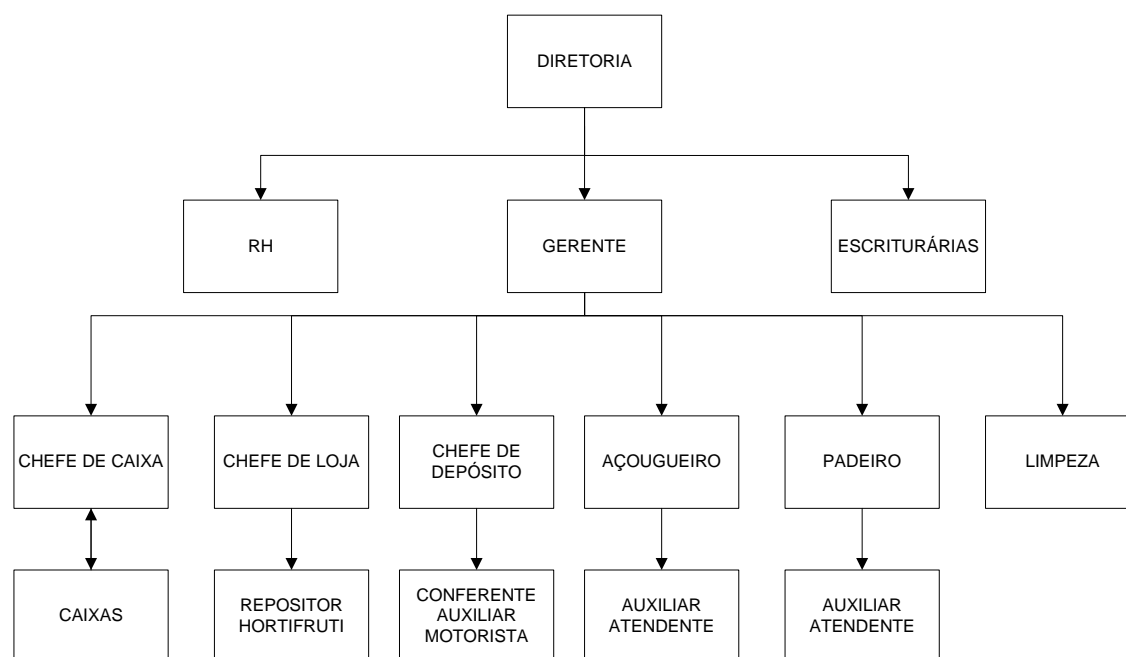 DIRETORIA
RH
GERENTE
ESCRITURÁRIAS
CHEFE DE CAIXA
CHEFE DE LOJA
CHEFE DE
DEPÓSITO
AÇOUGUEIRO
PADEIRO
LIMPEZA
CAIXAS
REPOSITOR
HORTIFRUTI
CONFERENTE
AUXILIAR
MOTORISTA
AUXILIAR
ATENDENTE
AUXILIAR
ATENDENTE